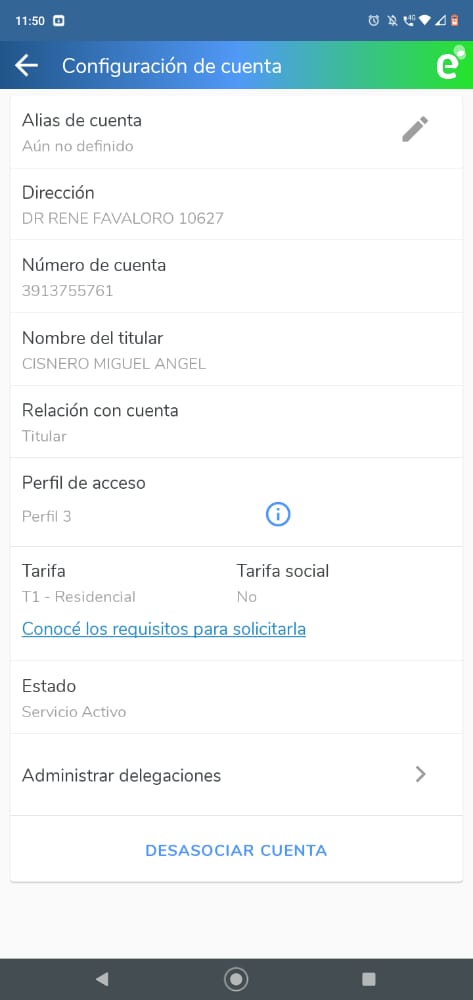 11:50
Configuración de cuenta
e
Alias de cuenta
Aún no definido
Dirección
DR RENE FAVALORO 10627
Número de cuenta
3913755761
Nombre del titular
CISNERO MIGUEL ANGEL
Relación con cuenta
Titular
Perfil de acceso
Perfil 3
Tarifa
Tarifa social
T1 - Residencial
No
Conocé los requisitos para solicitarla
Estado
Servicio Activo
Administrar delegaciones
DESASOCIAR CUENTA